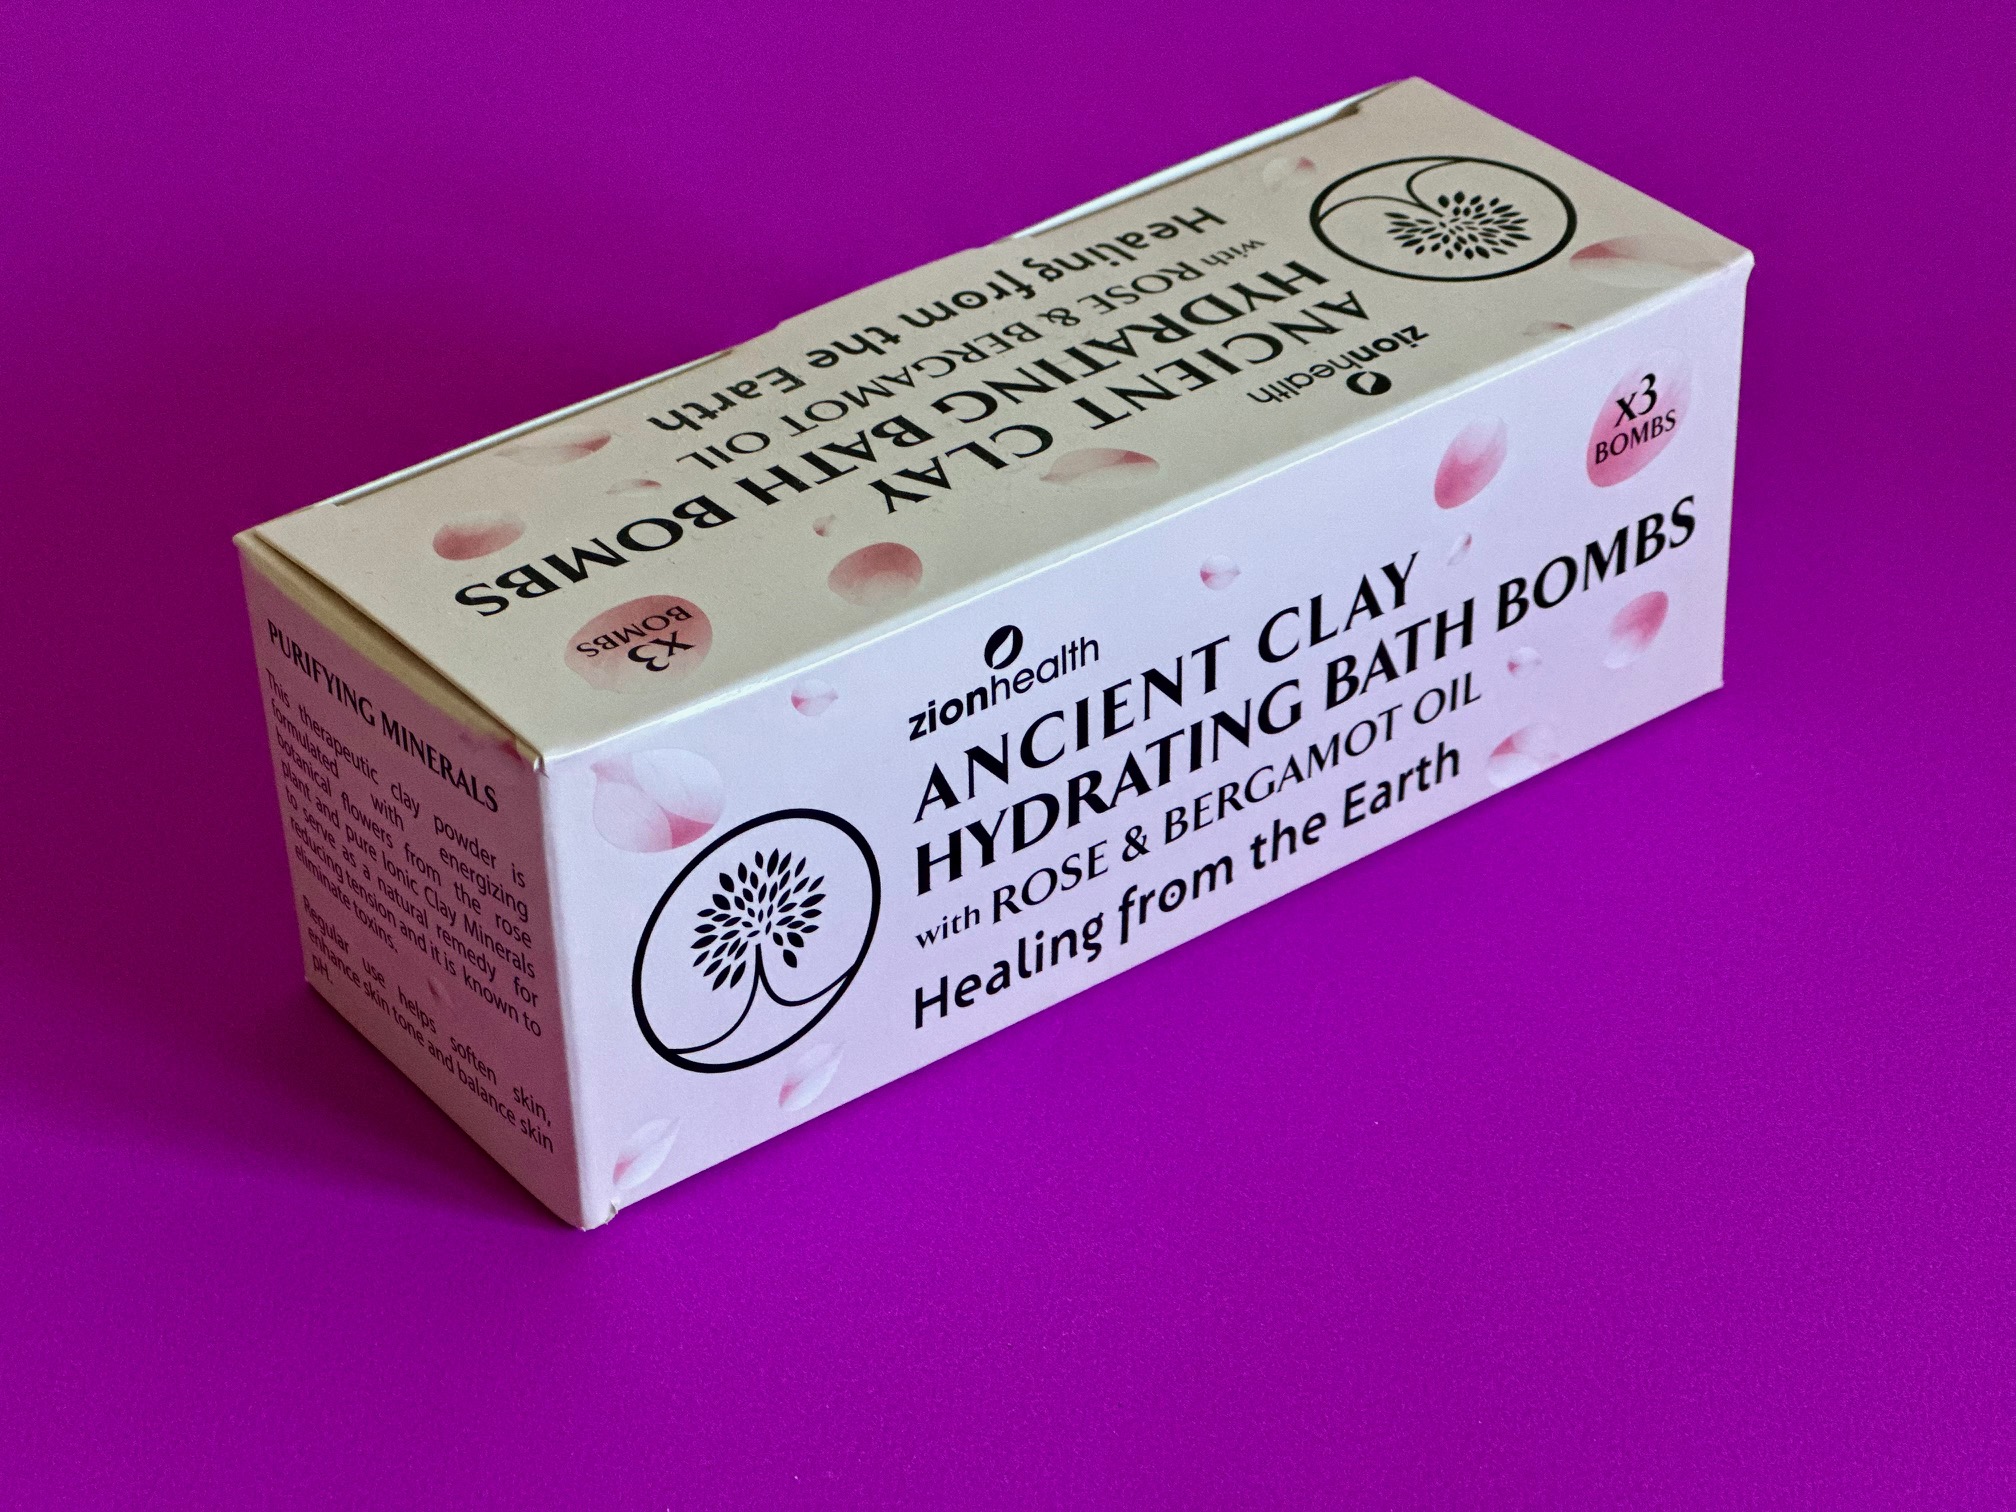 zionhealth
ANCIENT CLAY
HYDRATING BATH BOMBS
with ROSE & BERGAMOT OIL
Healing from the Earth
x3
BOMBS
zionhealth
ANCIENT CLAY
HYDRATING BATH BOMBS
with ROSE & BERGAMOT OIL
Healing from the Earth
x3
BOMBS
PURIFYING MINERALS
This therapeutic clay powder is
formulated with energizing
botanical flowers from the rose
plant and pure Ionic Clay Minerals
to serve as a natural remedy for
reducing tension and it is known to
eliminate toxins.
Regular use helps soften skin,
enhance skin tone and balance skin
pH.